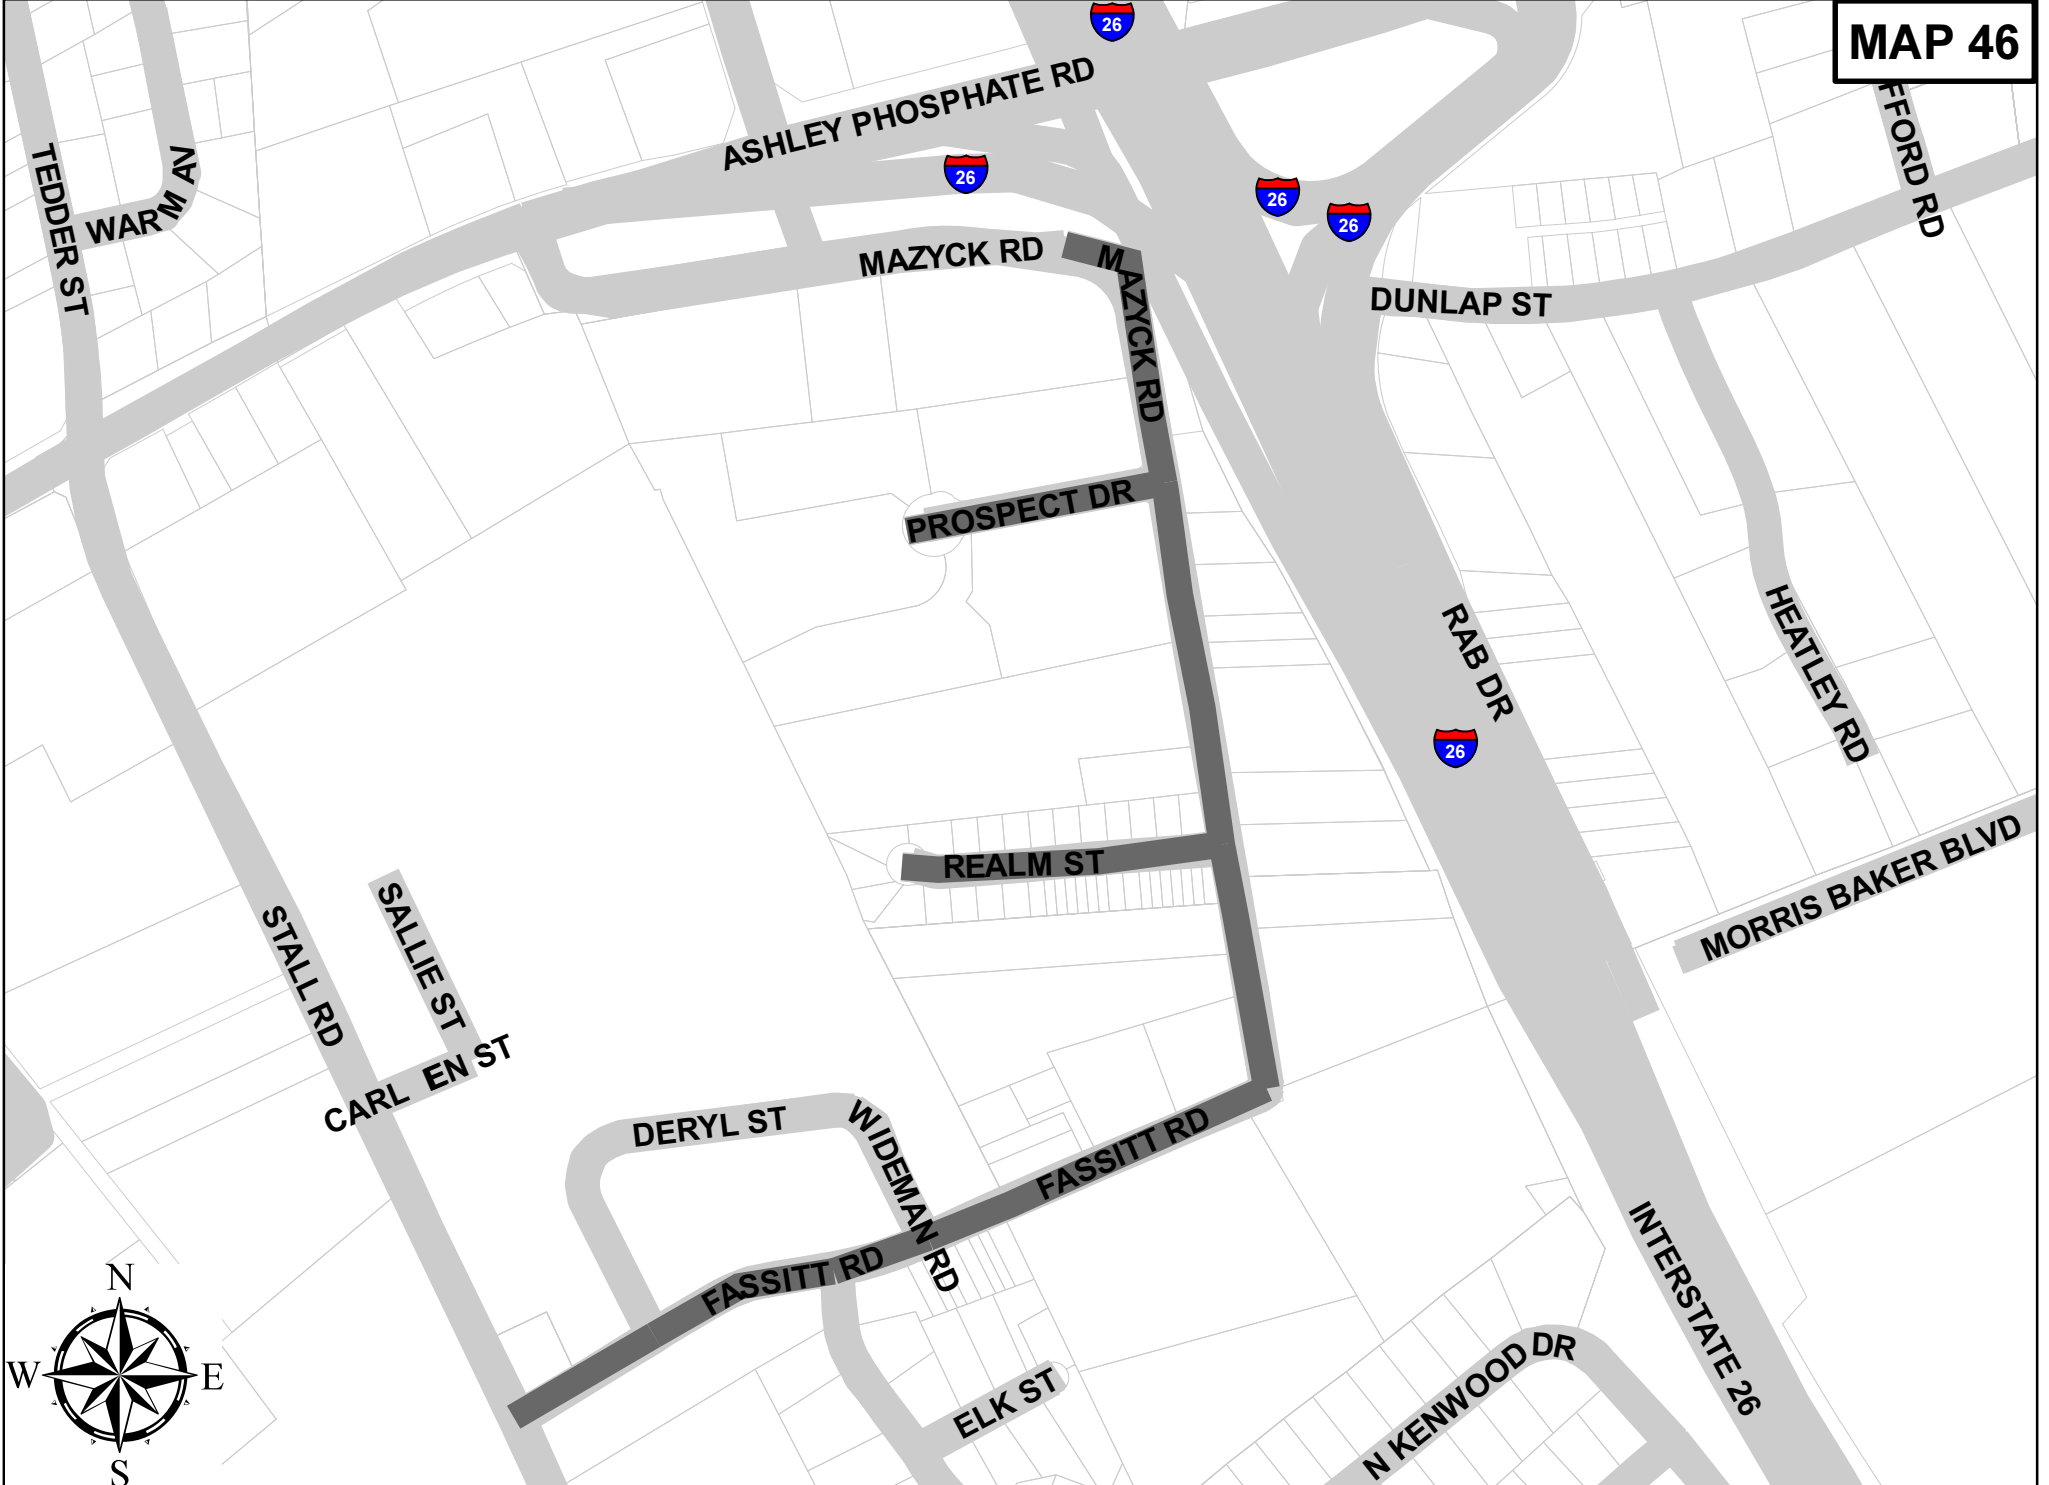 26
MAP 46
ASHLEY PHOSPHATE RD
FFORD RD
TEDDER ST
WARM AV
26
26
26
MAZYCK RD
MAZYCK RD
DUNLAP ST
PROSPECT DR
HEATLEY RD
RAB DR
26
REALM ST
MORRIS BAKER BLVD
SALLIE ST
STALL RD
CARL EN ST
DERYL ST
WIDEMAN RD
FASSITT RD
FASSITT RD
INTERSTATE 26
N
W E
S
ELK ST
N KENWOOD DR